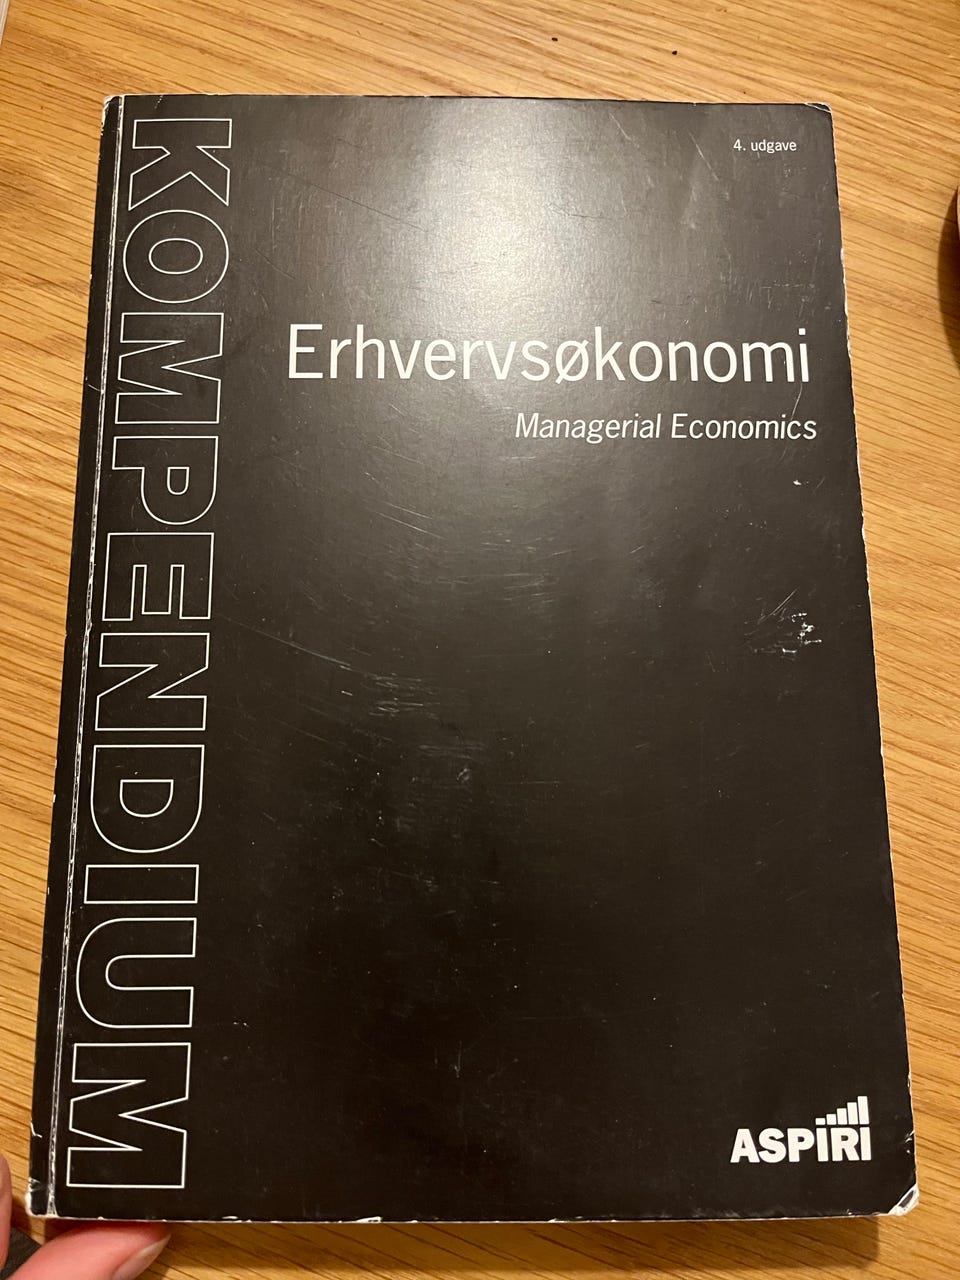 KOMPENDIUM
4. udgave
Erhvervsøkonomi
Managerial Economics
ASPIRI